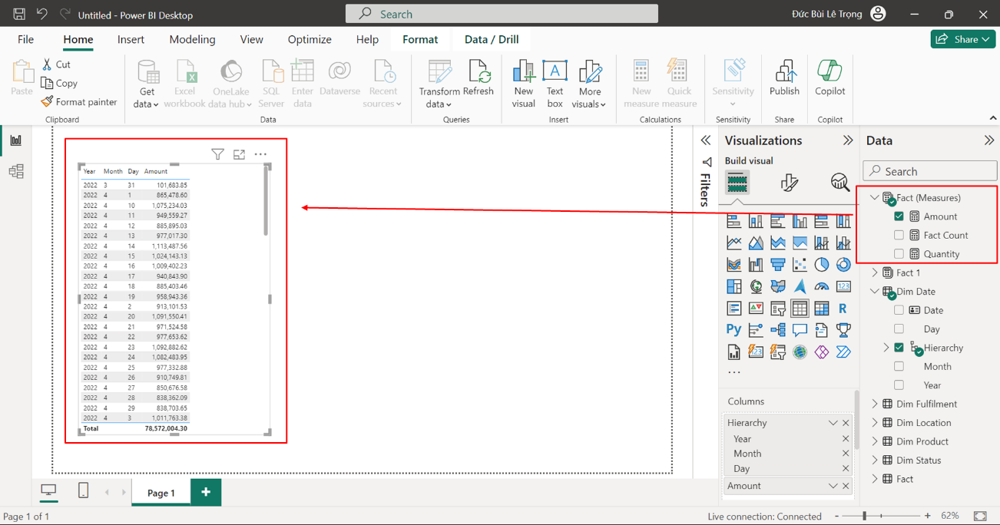 Untitled - Power BI Desktop
Search
Đức Bùi Lê Trọng
File Home Insert Modeling View Optimize Help Format Data / Drill
Share
Paste
Cut
Copy
Format painter
Clipboard
Get data
Excel workbook
OneLake data hub
SQL Server
Enter data
Dataverse
Recent sources
Data
Transform data
Refresh
Queries
New visual
Text box
More visuals
Insert
New measure
Quick measure
Calculations
Sensitivity
Sensitivity
Publish
Share
Copilot
Copilot
Year Month Day Amount
2022 3 31 101,683.85
2022 4 1 865,478.60
2022 4 10 1,075,234.03
2022 4 11 949,559.27
2022 4 12 885,895.03
2022 4 13 977,017.30
2022 4 14 1,113,487.56
2022 4 15 1,024,143.13
2022 4 16 1,009,402.23
2022 4 17 940,843.90
2022 4 18 885,403.46
2022 4 19 958,943.36
2022 4 2 913,101.53
2022 4 20 1,091,550.41
2022 4 21 971,524.58
2022 4 22 977,653.62
2022 4 23 1,092,882.62
2022 4 24 1,082,483.95
2022 4 25 977,332.88
2022 4 26 910,749.81
2022 4 27 850,676.58
2022 4 28 838,362.09
2022 4 29 838,703.65
2022 4 3 1,011,763.38
Total 78,572,004.30
Filters
Visualizations
Build visual
123
R
Py
123
Columns
Hierarchy
Year
Month
Day
Amount
Data
Search
Fact (Measures)
Amount
Fact Count
Quantity
Fact 1
Dim Date
Date
Day
Hierarchy
Month
Year
Dim Fulfilment
Dim Location
Dim Product
Dim Status
Fact
Page 1
+
Page 1 of 1
Live connection: Connected
- + 62%